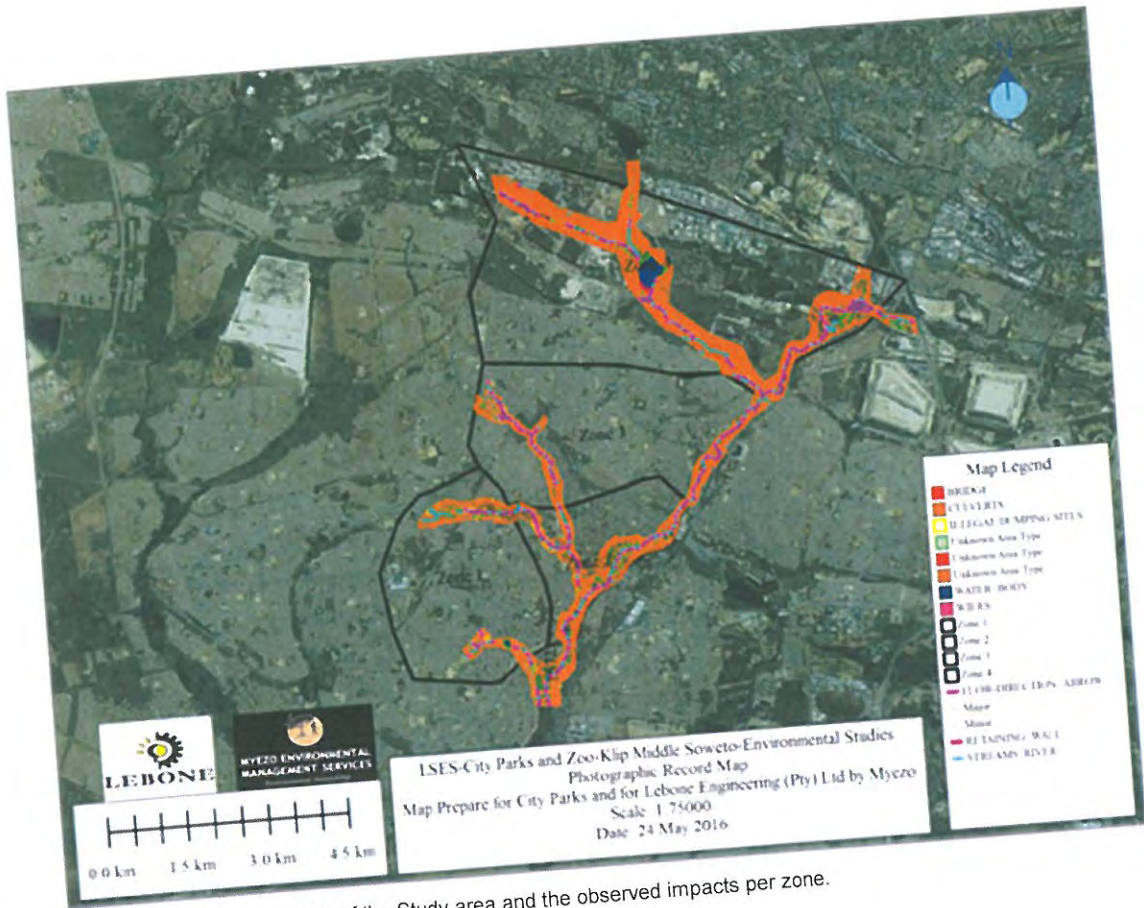 N
Zone 3
Zone 1
Map Legend
BRIDGE
CULVERTS
ILLEGAL DUMPING SITES
Unknown Area Type
Unknown Area Type
Unknown Area Type
WATER BODY
WIERS
Zone 1
Zone 2
Zone 3
Zone 4
FLOW-DIRECTION ARROW
Major
Minor
RETAINING WALL
STREAMS RIVER
LEBONE
MYEZO ENVIRONMENTAL
MANAGEMENT SERVICES
LSES-City Parks and Zoo-Klip Middle Soweto-Environmental Studies
Photographic Record Map
Map Prepare for City Parks and for Lebone Engineering (Pty) Ltd by Myezo
Scale 1:75000
Date 24 May 2016
0.0 km 1.5 km 3.0 km 4.5 km
of the Study area and the observed impacts per zone.